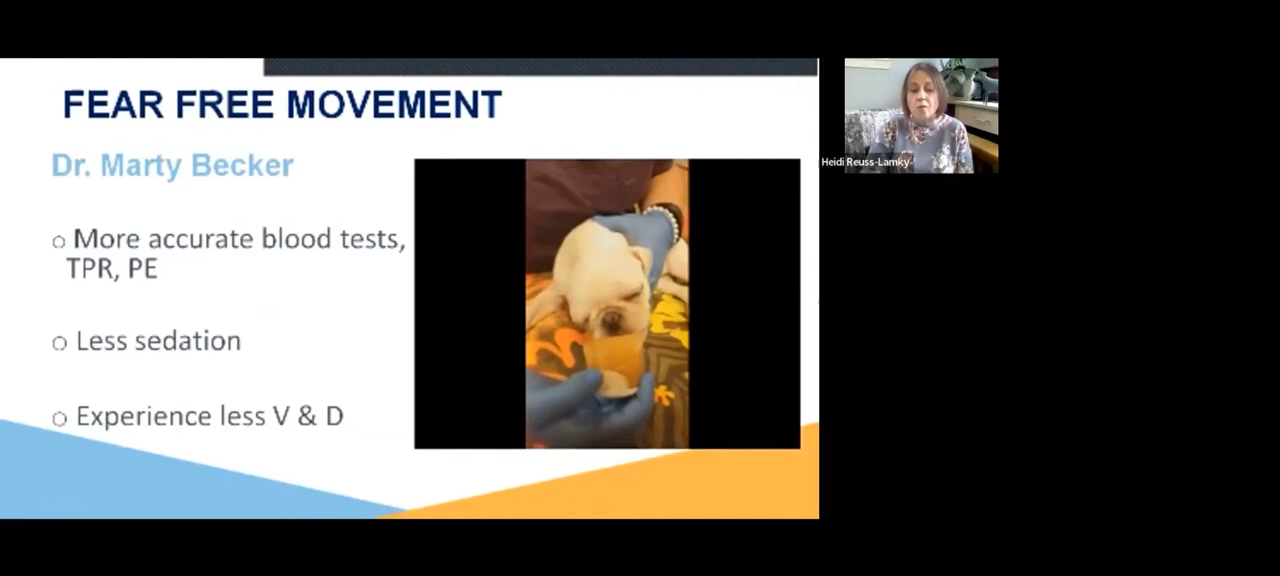 FEAR FREE MOVEMENT
Dr. Marty Becker
More accurate blood tests,
TPR, PE
Less sedation
Experience less V & D
Heidi Reuss-Lamky